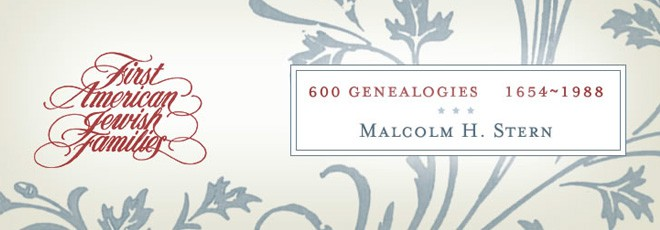 First
American
Jewish
Families
600 GENEALOGIES 1654~1988
★ ★ ★
MALCOLM H. STERN